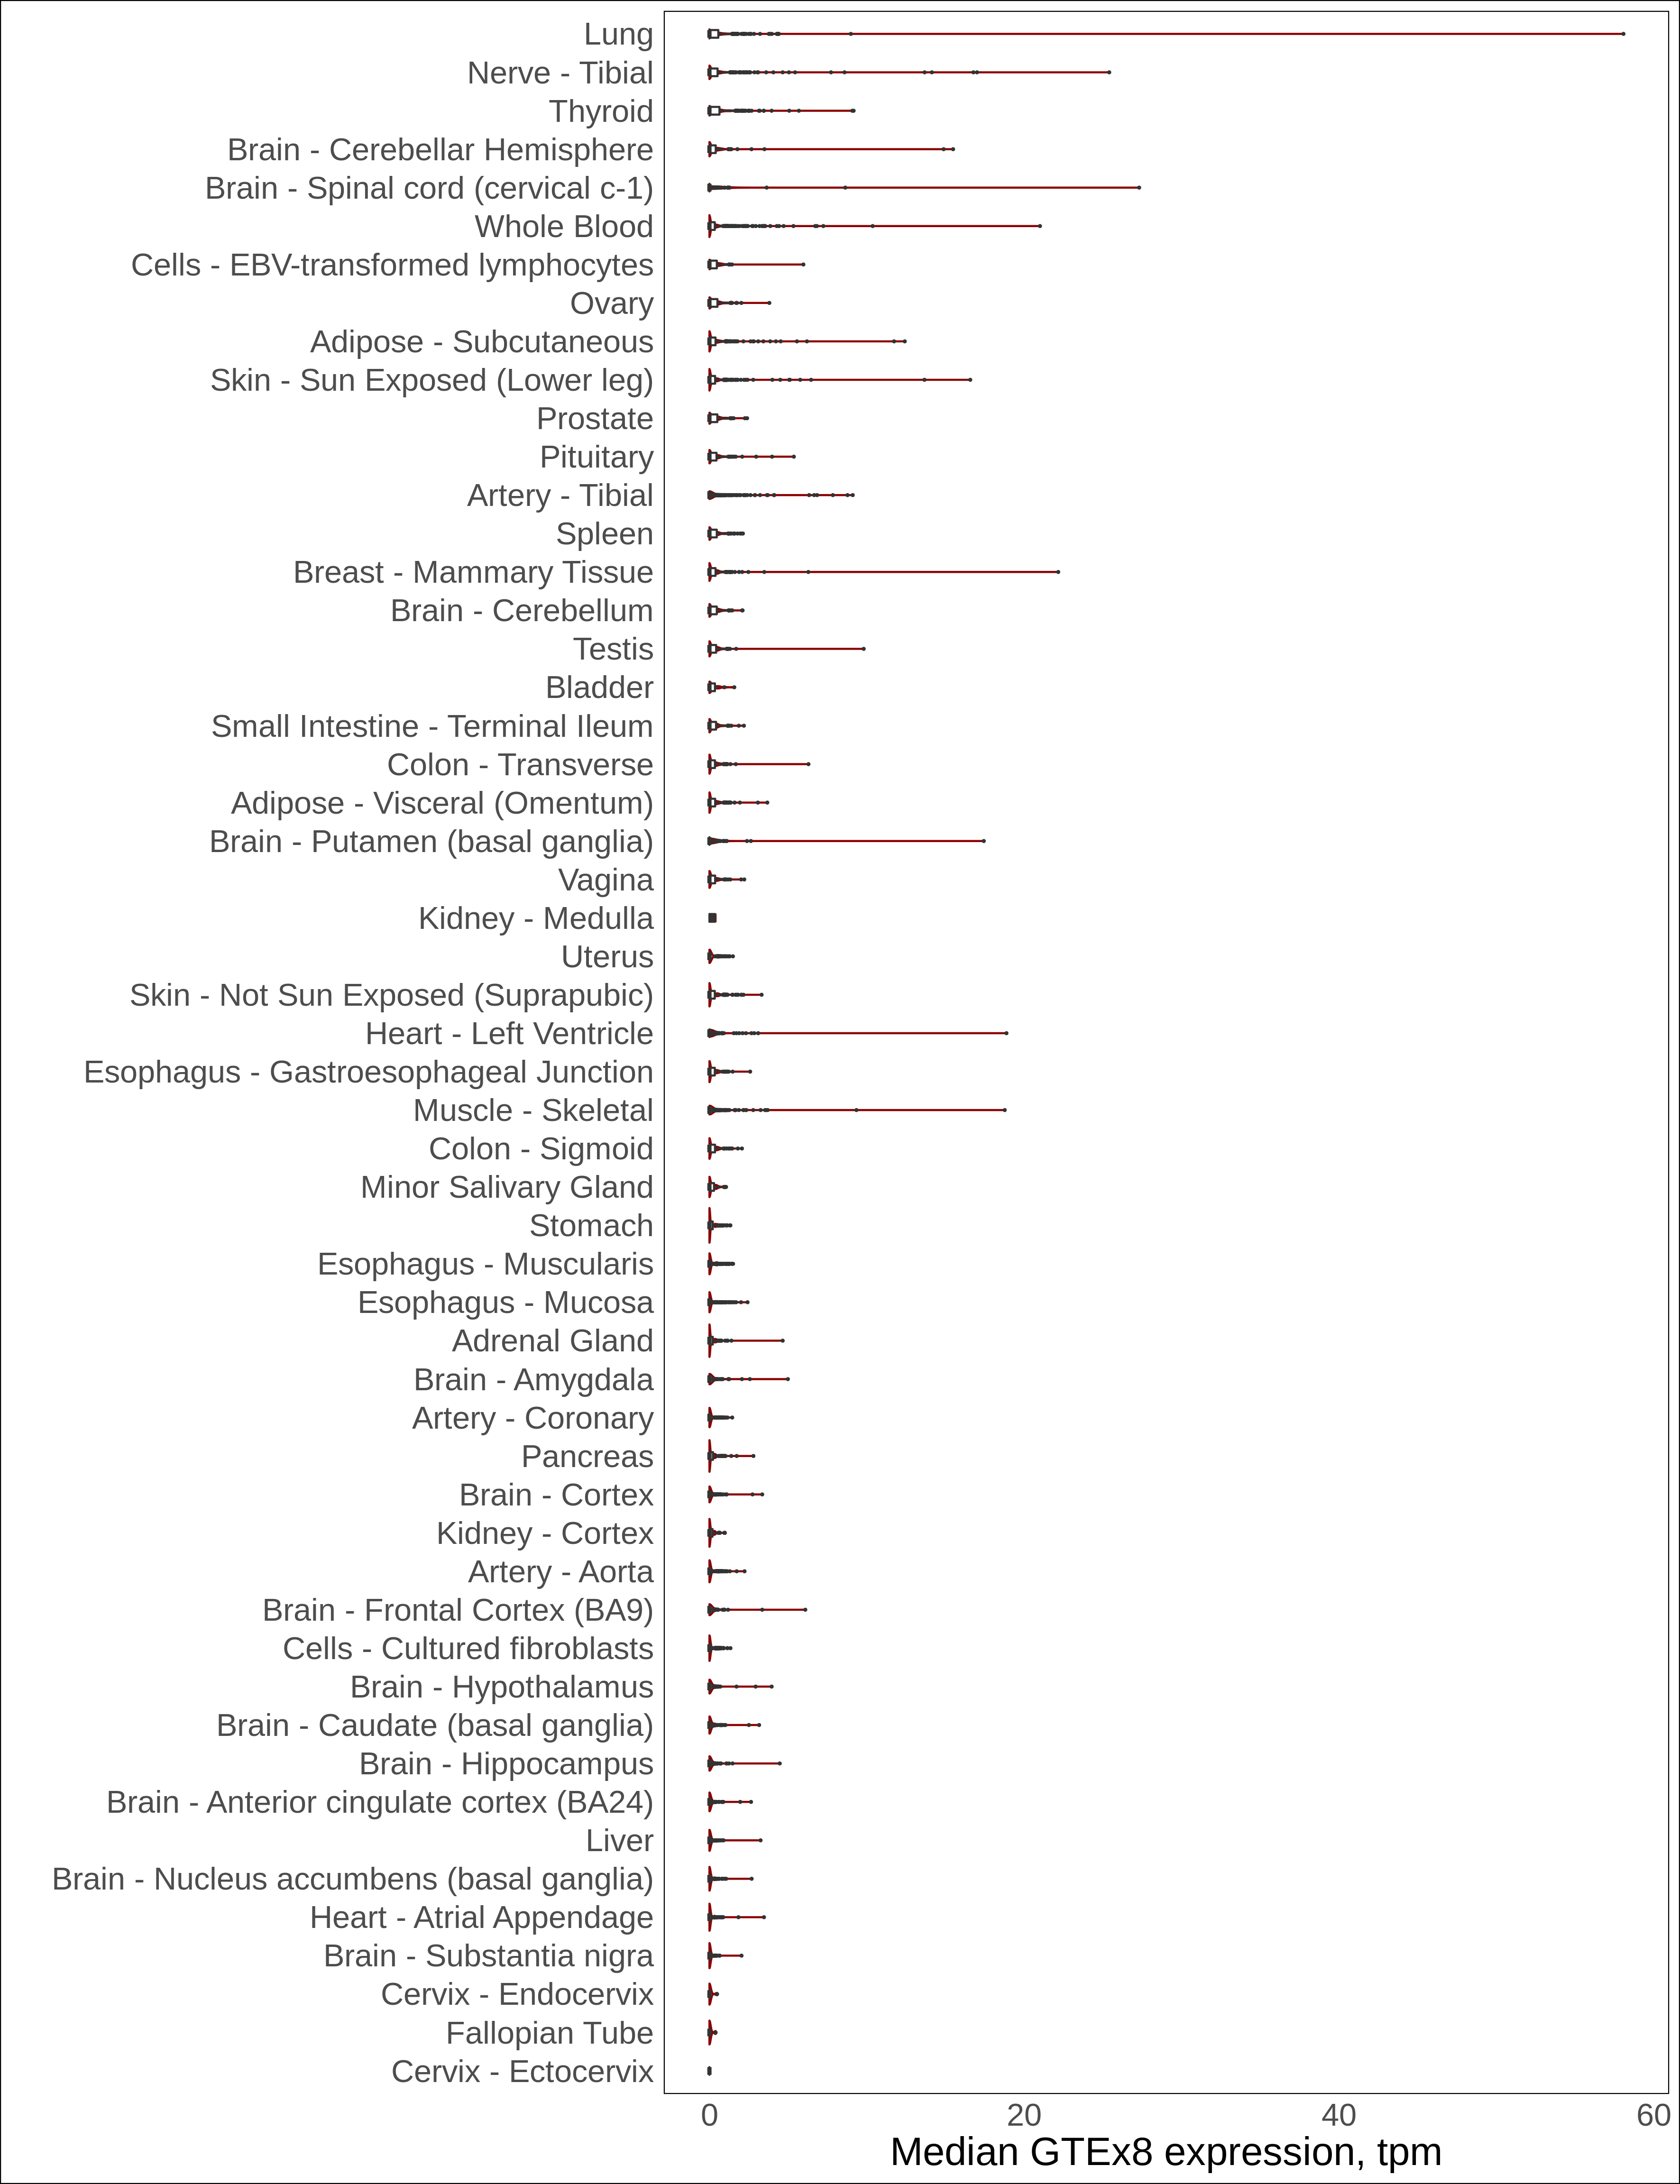 Lung
Nerve - Tibial
Thyroid
Brain - Cerebellar Hemisphere
Brain - Spinal cord (cervical c-1)
Whole Blood
Cells - EBV-transformed lymphocytes
Ovary
Adipose - Subcutaneous
Skin - Sun Exposed (Lower leg)
Prostate
Pituitary
Artery - Tibial
Spleen
Breast - Mammary Tissue
Brain - Cerebellum
Testis
Bladder
Small Intestine - Terminal Ileum
Colon - Transverse
Adipose - Visceral (Omentum)
Brain - Putamen (basal ganglia)
Vagina
Kidney - Medulla
Uterus
Skin - Not Sun Exposed (Suprapubic)
Heart - Left Ventricle
Esophagus - Gastroesophageal Junction
Muscle - Skeletal
Colon - Sigmoid
Minor Salivary Gland
Stomach
Esophagus - Muscularis
Esophagus - Mucosa
Adrenal Gland
Brain - Amygdala
Artery - Coronary
Pancreas
Brain - Cortex
Kidney - Cortex
Artery - Aorta
Brain - Frontal Cortex (BA9)
Cells - Cultured fibroblasts
Brain - Hypothalamus
Brain - Caudate (basal ganglia)
Brain - Hippocampus
Brain - Anterior cingulate cortex (BA24)
Liver
Brain - Nucleus accumbens (basal ganglia)
Heart - Atrial Appendage
Brain - Substantia nigra
Cervix - Endocervix
Fallopian Tube
Cervix - Ectocervix
0 20 40 60
Median GTEx8 expression, tpm